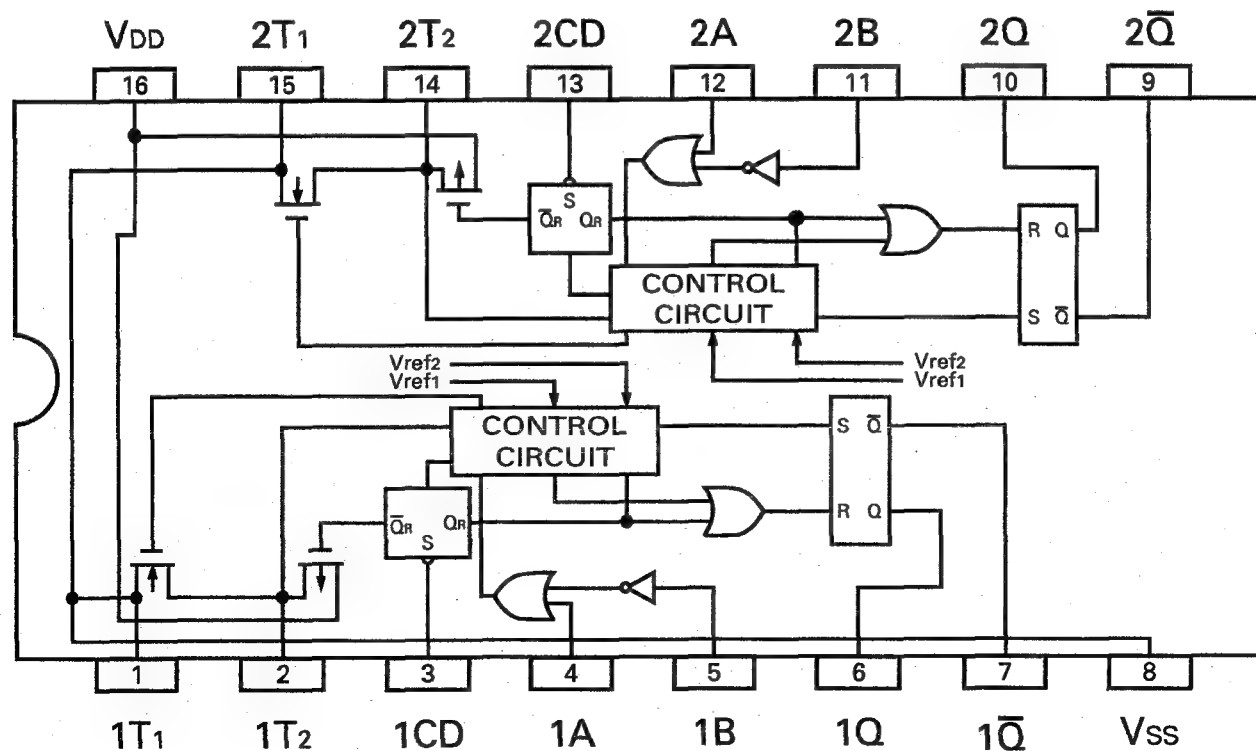 VDD 2T1 2T2 2CD 2A 2B 2Q 2Q̅
16 15 14 13 12 11 10 9
S
Q̅R QR
R Q
CONTROL
CIRCUIT
S Q̅
Vref2
Vref1
Vref2
Vref1
CONTROL
CIRCUIT
S Q̅
Q̅R QR
S
R Q
1 2 3 4 5 6 7 8
1T1 1T2 1CD 1A 1B 1Q 1Q̅ VSS